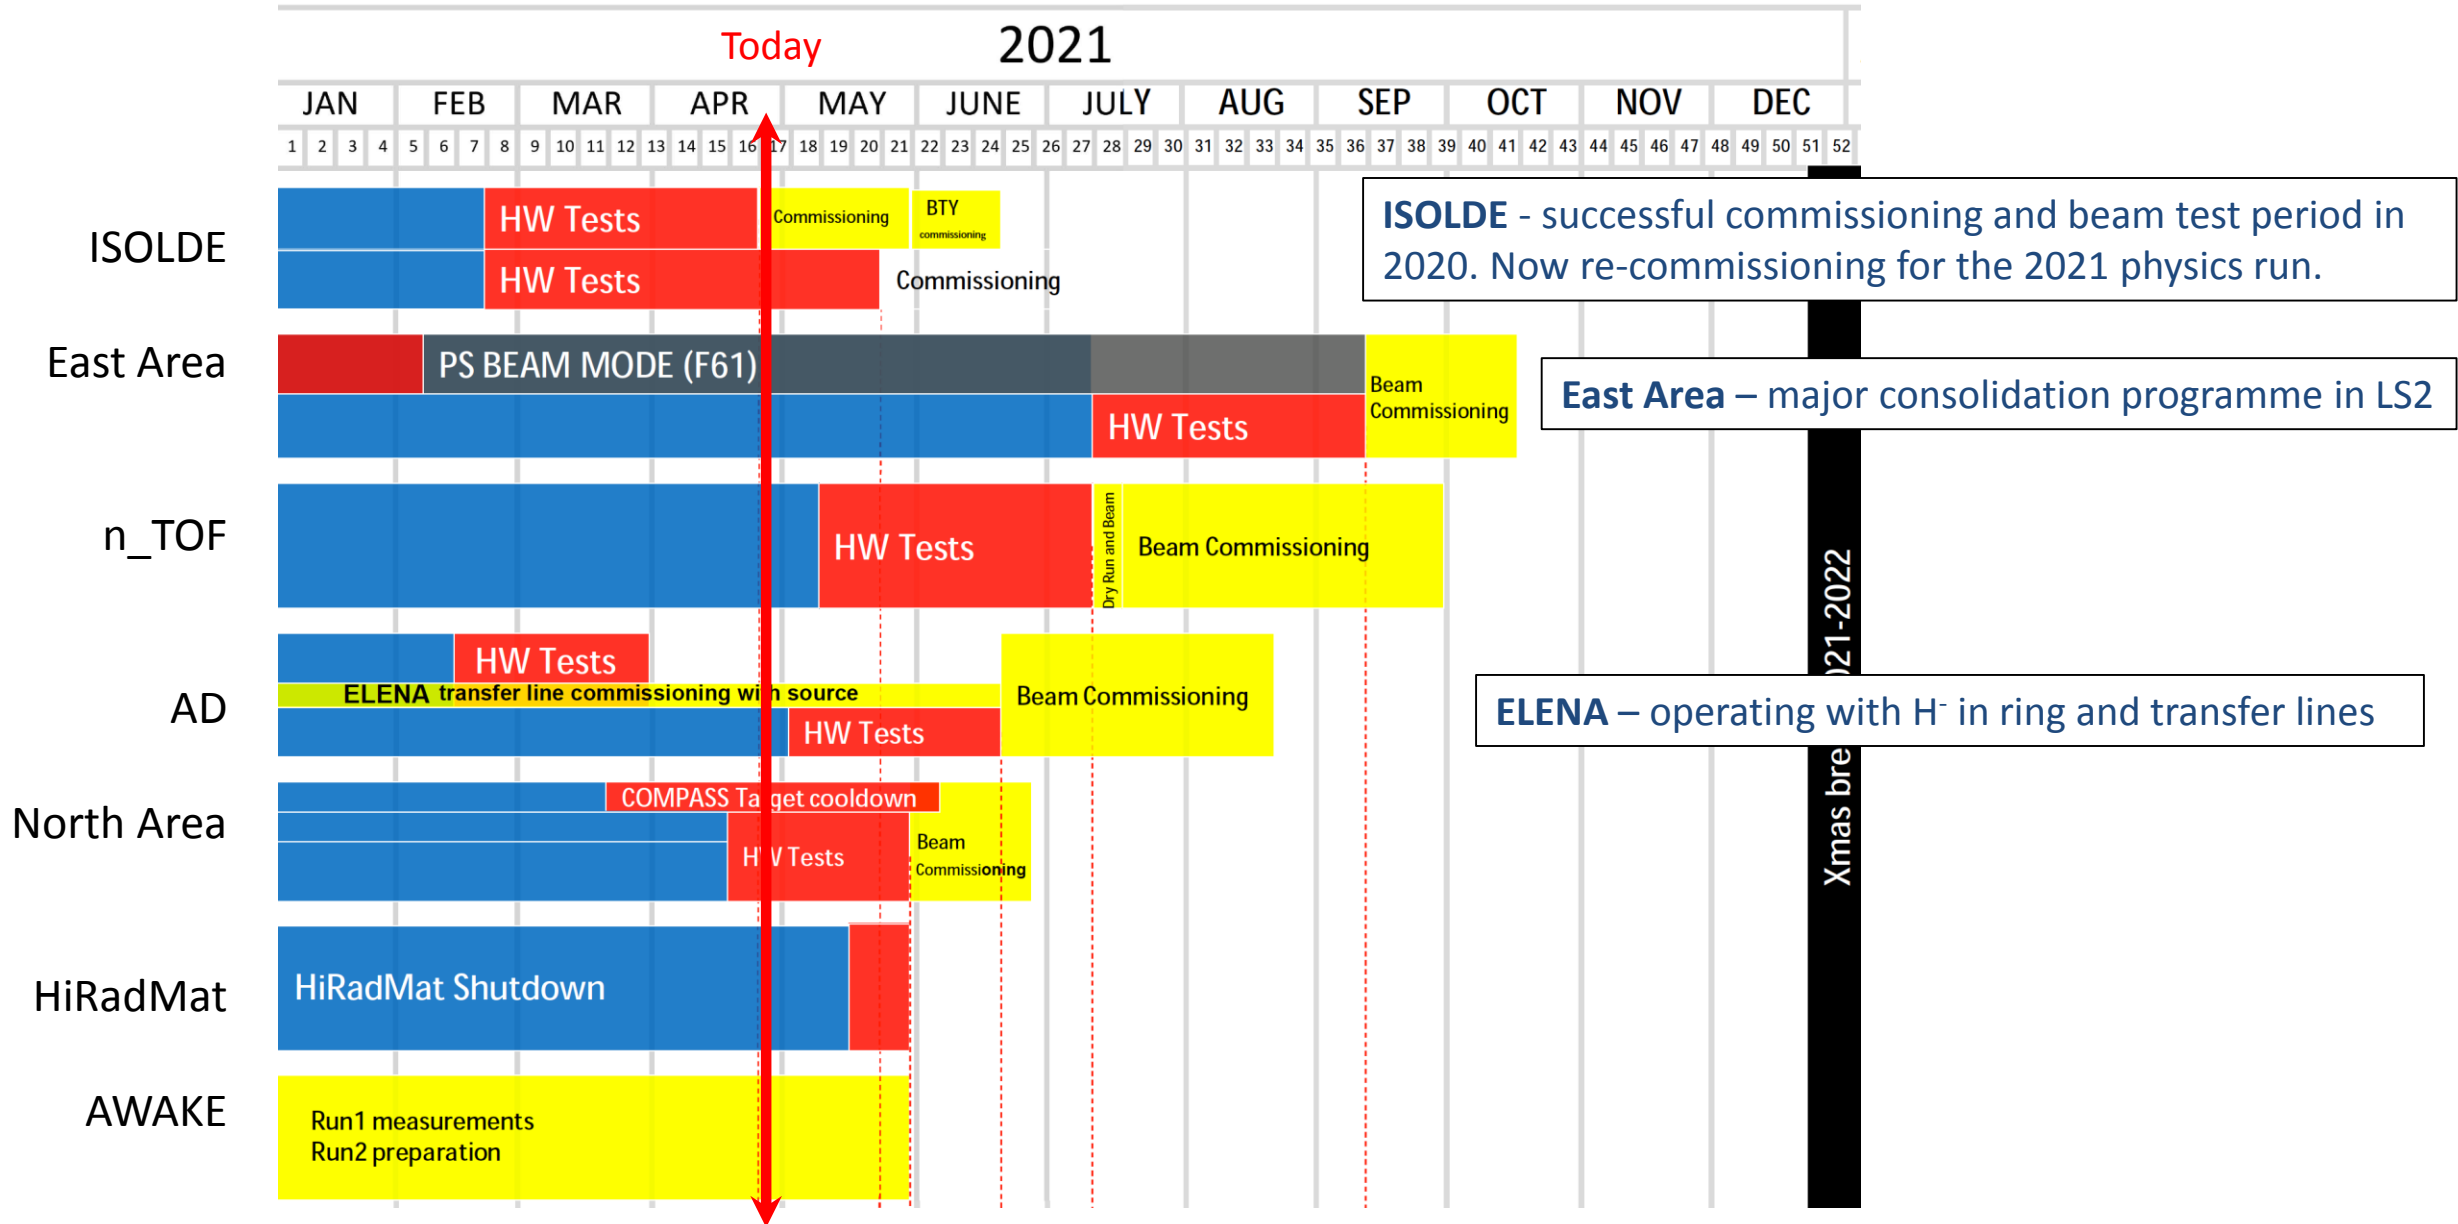 Today
2021
JAN FEB MAR APR MAY JUNE JULY AUG SEP OCT NOV DEC
1 2 3 4 5 6 7 8 9 10 11 12 13 14 15 16 17 18 19 20 21 22 23 24 25 26 27 28 29 30 31 32 33 34 35 36 37 38 39 40 41 42 43 44 45 46 47 48 49 50 51 52
ISOLDE
HW Tests
Commissioning
BTY
commissioning
HW Tests
Commissioning
ISOLDE - successful commissioning and beam test period in
2020. Now re-commissioning for the 2021 physics run.
East Area
PS BEAM MODE (F61)
HW Tests
Beam
Commissioning
East Area – major consolidation programme in LS2
n_TOF
HW Tests
Dry Run and Beam
Beam Commissioning
AD
HW Tests
ELENA transfer line commissioning with source
HW Tests
Beam Commissioning
ELENA – operating with H- in ring and transfer lines
North Area
COMPASS Target cooldown
HW Tests
Beam
Commissioning
HiRadMat
HiRadMat Shutdown
AWAKE
Run1 measurements
Run2 preparation
Xmas bre 021-2022